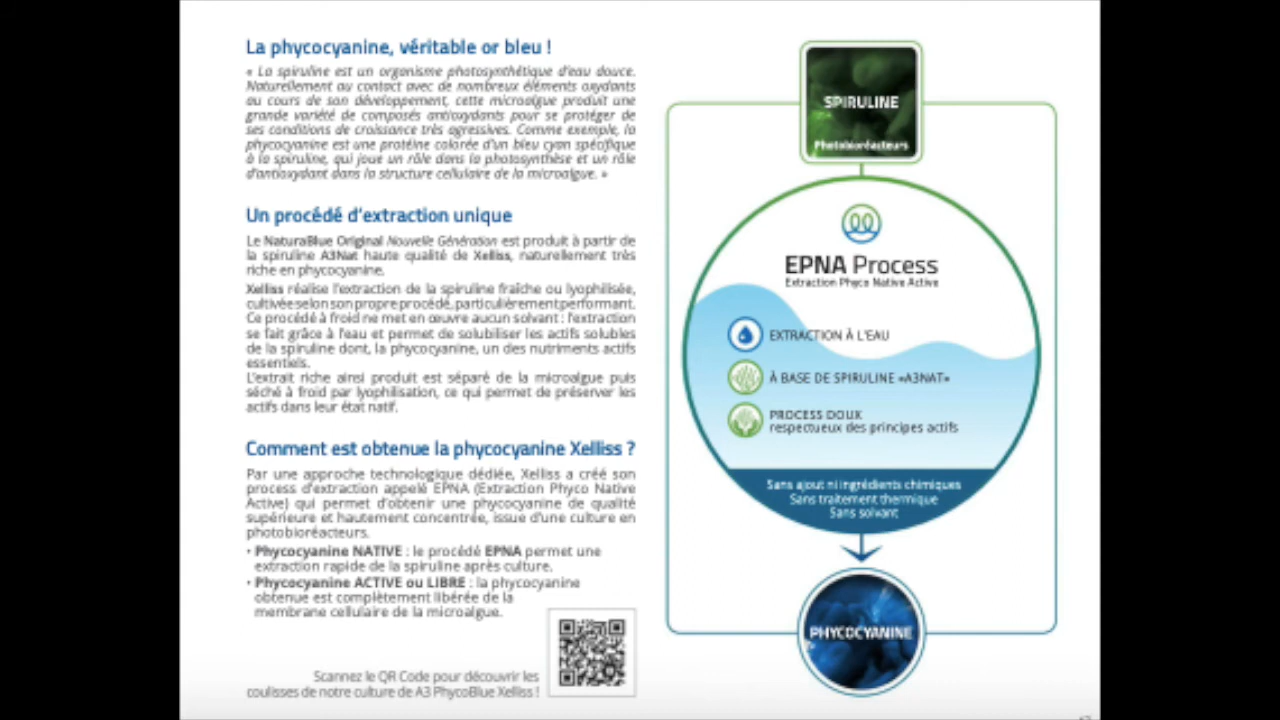 La phycocyanine, véritable or bleu !
« La spiruline est un organisme photosynthétique d'eau douce.
Naturellement au contact avec de nombreux éléments oxydants
au cours de son développement, cette microalgue produit une
grande variété de composés antioxydants pour se protéger de
ses conditions de croissance très agressives. Comme exemple, la
phycocyanine est une protéine colorée d'un bleu cyan spécifique
à la spiruline, qui joue un rôle dans la photosynthèse et un rôle
d'antioxydant dans la structure cellulaire de la microalgue. »
Un procédé d'extraction unique
Le NaturaBlue Original Nouvelle Génération est produit à partir de
la spiruline A3Nat haute qualité de Xelliss, naturellement très
riche en phycocyanine.
Xelliss réalise l'extraction de la spiruline fraîche ou lyophilisée,
cultivée selon son propre procédé, particulièrement performant.
Ce procédé à froid ne met en œuvre aucun solvant : l'extraction
se fait grâce à l'eau et permet de solubiliser les actifs solubles
de la spiruline dont, la phycocyanine, un des nutriments actifs
essentiels.
L'extrait riche ainsi produit est séparé de la microalgue puis
séché à froid par lyophilisation, ce qui permet de préserver les
actifs dans leur état natif.
Comment est obtenue la phycocyanine Xelliss ?
Par une approche technologique dédiée, Xelliss a créé son
process d'extraction appelé EPNA (Extraction Phyco Native
Active) qui permet d'obtenir une phycocyanine de qualité
supérieure et hautement concentrée, issue d'une culture en
photobioréacteurs.
• Phycocyanine NATIVE : le procédé EPNA permet une
extraction rapide de la spiruline après culture.
• Phycocyanine ACTIVE ou LIBRE : la phycocyanine
obtenue est complètement libérée de la
membrane cellulaire de la microalgue.
Scannez le QR Code pour découvrir les
coulisses de notre culture de A3 PhycoBlue Xelliss !
SPIRULINE
Photobioréacteurs
EPNA Process
Extraction Phyco Native Active
EXTRACTION À L'EAU
À BASE DE SPIRULINE «A3NAT»
PROCESS DOUX
respectueux des principes actifs
Sans ajout ni ingrédients chimiques
Sans traitement thermique
Sans solvant
PHYCOCYANINE